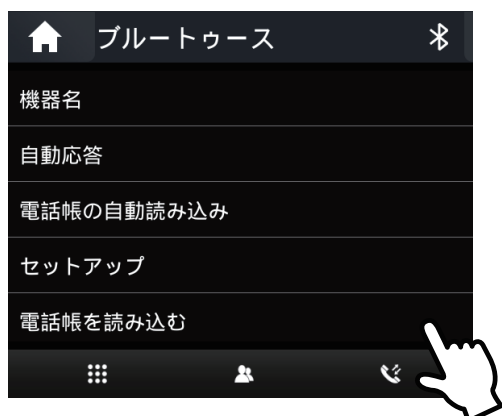 ブルートゥース
機器名
自動応答
電話帳の自動読み込み
セットアップ
電話帳を読み込む